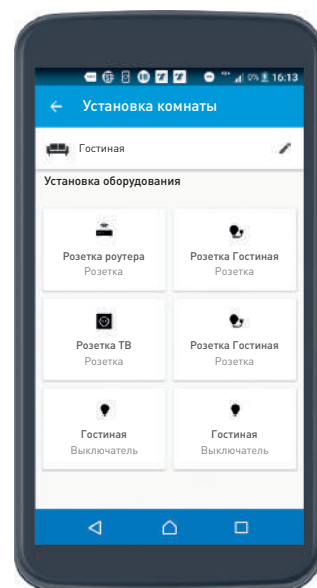 0% 16:13
Установка комнаты
Гостиная
Установка оборудования
Розетка роутера
Розетка
Розетка Гостиная
Розетка
Розетка ТВ
Розетка
Розетка Гостиная
Розетка
Гостиная
Выключатель
Гостиная
Выключатель